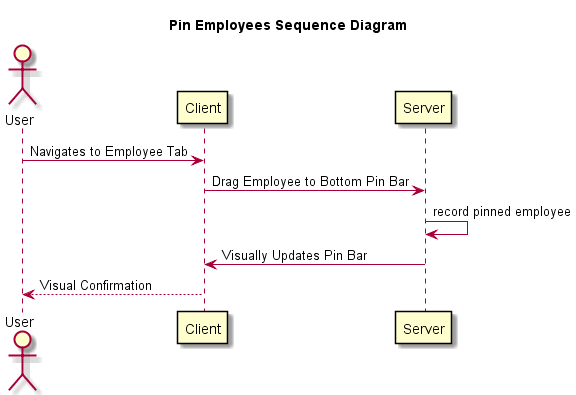 Pin Employees Sequence Diagram
User
Client
Server
Navigates to Employee Tab
Drag Employee to Bottom Pin Bar
record pinned employee
Visually Updates Pin Bar
Visual Confirmation
User
Client
Server